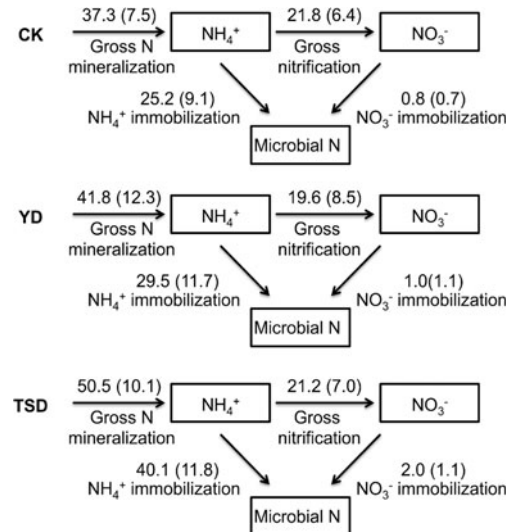 37.3 (7.5)
21.8 (6.4)
CK
NH₄⁺
NO₃⁻
Gross N
mineralization
Gross
nitrification
25.2 (9.1)
NH₄⁺ immobilization
0.8 (0.7)
NO₃⁻ immobilization
Microbial N
41.8 (12.3)
19.6 (8.5)
YD
NH₄⁺
NO₃⁻
Gross N
mineralization
Gross
nitrification
29.5 (11.7)
NH₄⁺ immobilization
1.0(1.1)
NO₃⁻ immobilization
Microbial N
50.5 (10.1)
21.2 (7.0)
TSD
NH₄⁺
NO₃⁻
Gross N
mineralization
Gross
nitrification
40.1 (11.8)
NH₄⁺ immobilization
2.0 (1.1)
NO₃⁻ immobilization
Microbial N